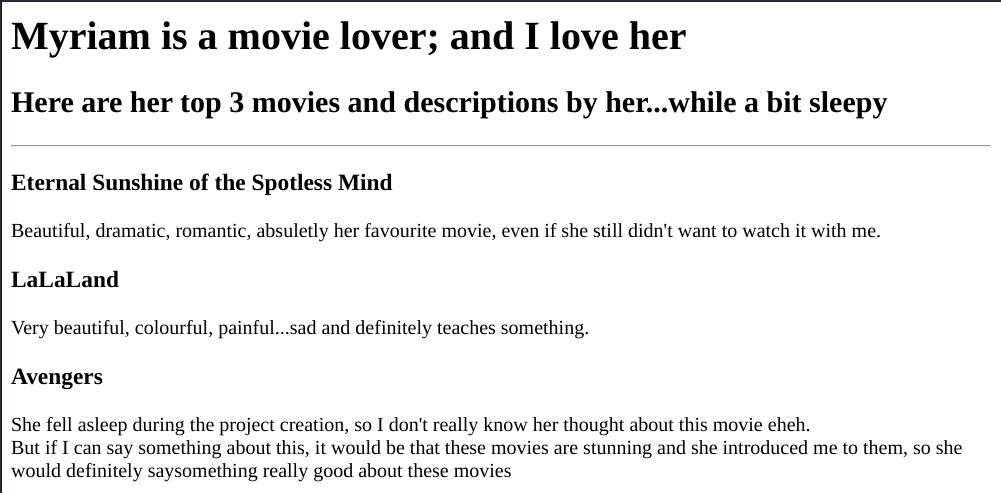 Myriam is a movie lover; and I love her
Here are her top 3 movies and descriptions by her...while a bit sleepy
Eternal Sunshine of the Spotless Mind
Beautiful, dramatic, romantic, absuletly her favourite movie, even if she still didn't want to watch it with me.
LaLaLand
Very beautiful, colourful, painful...sad and definitely teaches something.
Avengers
She fell asleep during the project creation, so I don't really know her thought about this movie eheh.
But if I can say something about this, it would be that these movies are stunning and she introduced me to them, so she
would definitely saysomething really good about these movies